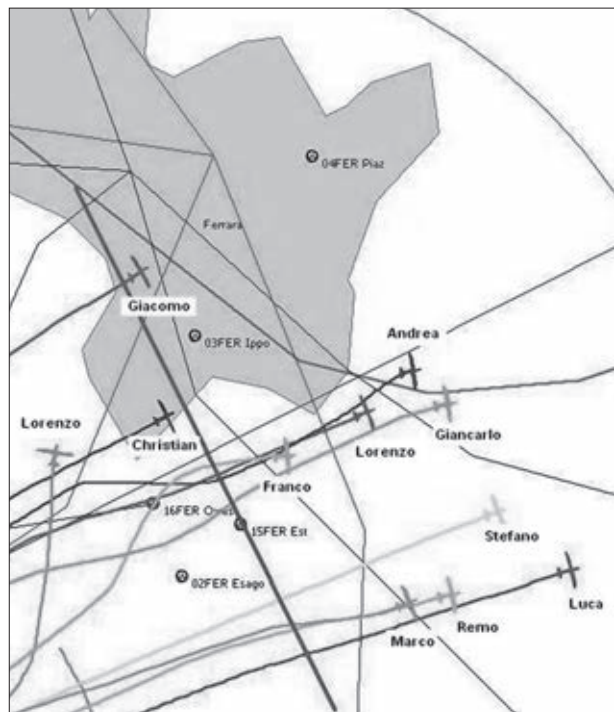 04FER Piaz
Ferrara
Giacomo
03FER Ippo
Andrea
Lorenzo
Christian
Lorenzo
Giancarlo
Franco
16FER
15FER Est
Stefano
02FER Esago
Luca
Remo
Marco